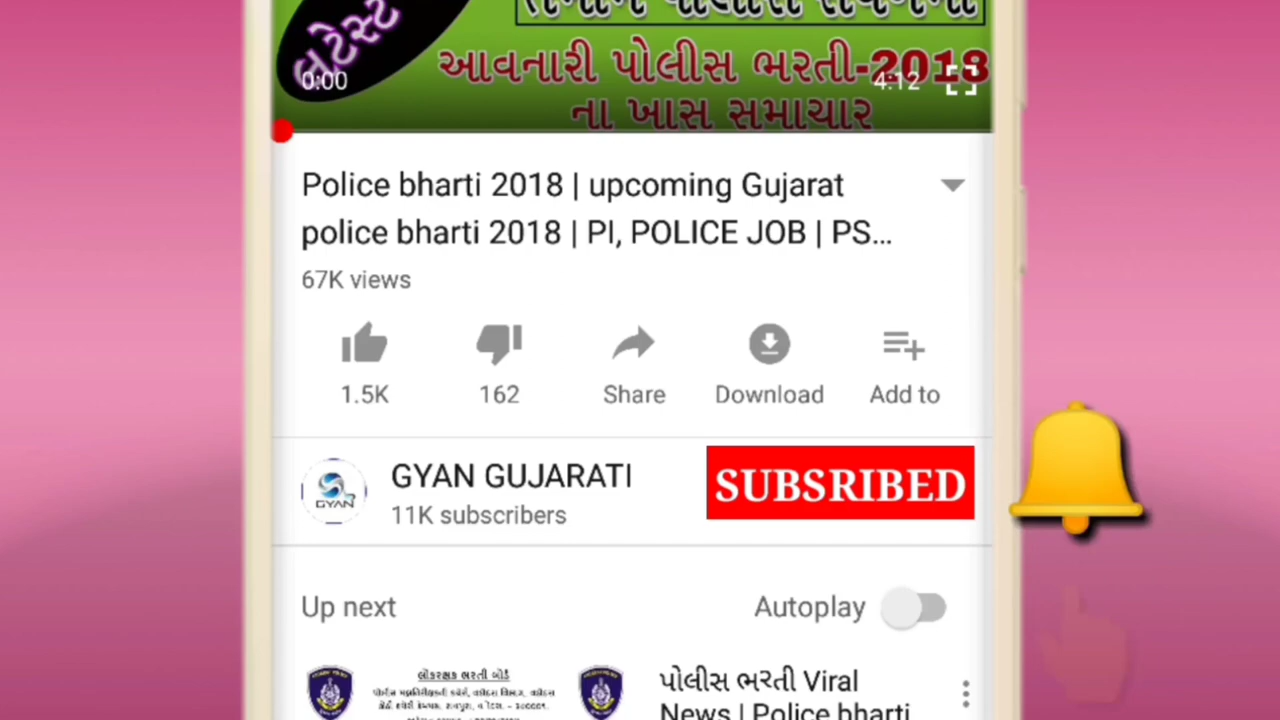 લેટેસ્ટ
તમામ પોલીસ
આવનારી પોલીસ ભરતી-2018
0:00
4:12
ના ખાસ સમાચાર
Police bharti 2018 | upcoming Gujarat
police bharti 2018 | PI, POLICE JOB | PS...
67K views
1.5K 162 Share Download Add to
GYAN
GYAN GUJARATI
SUBSRIBED
11K subscribers
Up next
Autoplay
લોકરક્ષક ભરતી બોર્ડ
પોલીસ ભરતી Viral
News | Police bharti